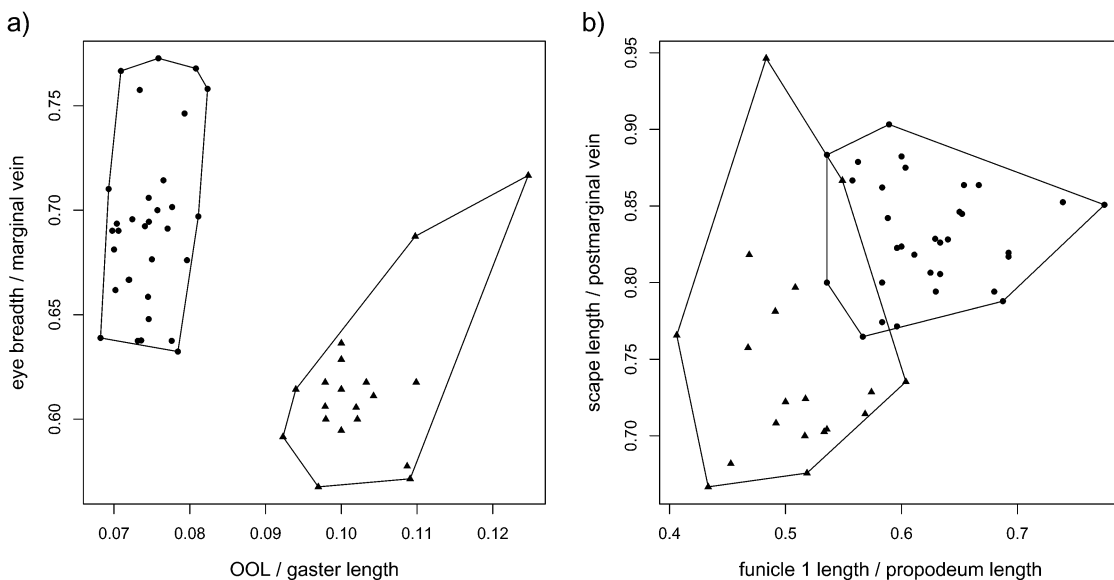 a)
eye breadth / marginal vein
0.75
0.70
0.65
0.60
0.07 0.08 0.09 0.10 0.11 0.12
OOL / gaster length
b)
scape length / postmarginal vein
0.95
0.90
0.85
0.80
0.75
0.70
0.4 0.5 0.6 0.7
funicle 1 length / propodeum length